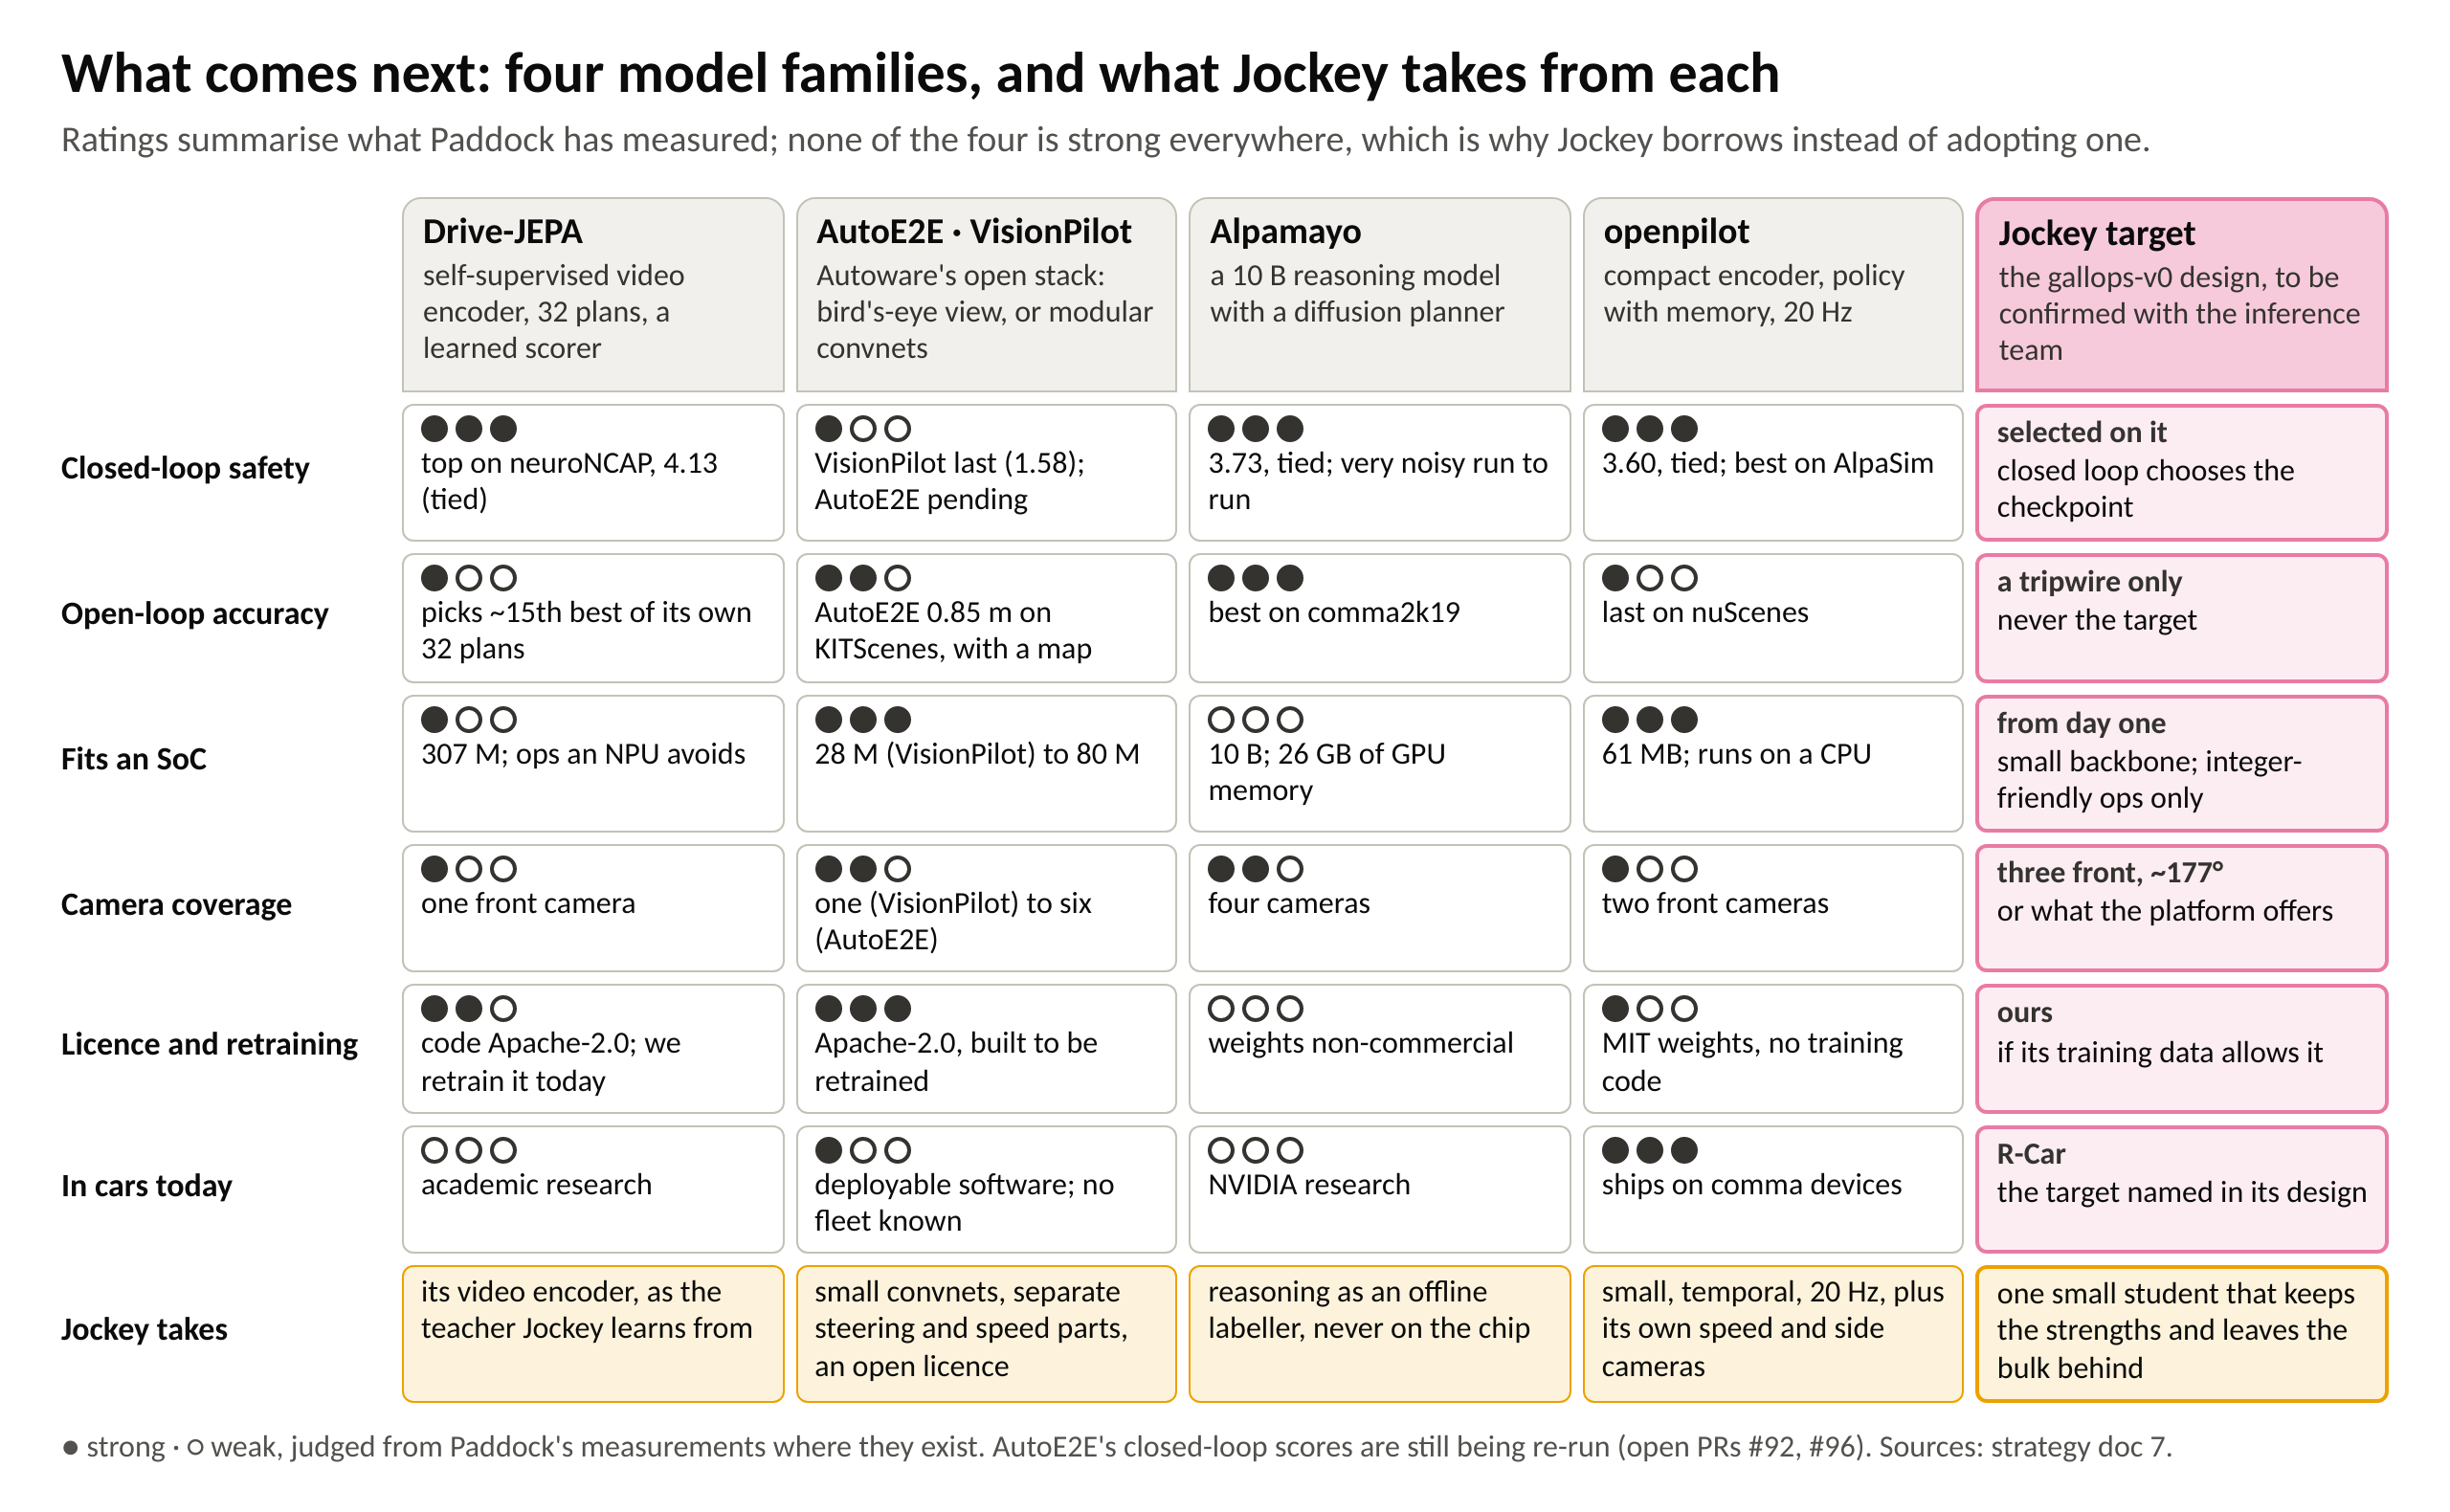 What comes next: four model families, and what Jockey takes from each
Ratings summarise what Paddock has measured; none of the four is strong everywhere, which is why Jockey borrows instead of adopting one.
Drive-JEPA
self-supervised video
encoder, 32 plans, a
learned scorer
AutoE2E · VisionPilot
Autoware's open stack:
bird's-eye view, or modular
convnets
Alpamayo
a 10 B reasoning model
with a diffusion planner
openpilot
compact encoder, policy
with memory, 20 Hz
Jockey target
the gallops-v0 design, to be
confirmed with the inference
team
Closed-loop safety
●●●
top on neuroNCAP, 4.13
(tied)
●○○
VisionPilot last (1.58);
AutoE2E pending
●●●
3.73, tied; very noisy run to
run
●●●
3.60, tied; best on AlpaSim
selected on it
closed loop chooses the
checkpoint
Open-loop accuracy
●○○
picks ~15th best of its own
32 plans
●●○
AutoE2E 0.85 m on
KITScenes, with a map
●●●
best on comma2k19
●○○
last on nuScenes
a tripwire only
never the target
Fits an SoC
●○○
307 M; ops an NPU avoids
●●●
28 M (VisionPilot) to 80 M
○○○
10 B; 26 GB of GPU
memory
●●●
61 MB; runs on a CPU
from day one
small backbone; integer-
friendly ops only
Camera coverage
●○○
one front camera
●●○
one (VisionPilot) to six
(AutoE2E)
●●○
four cameras
●○○
two front cameras
three front, ~177°
or what the platform offers
Licence and retraining
●●○
code Apache-2.0; we
retrain it today
●●●
Apache-2.0, built to be
retrained
○○○
weights non-commercial
●○○
MIT weights, no training
code
ours
if its training data allows it
In cars today
○○○
academic research
●○○
deployable software; no
fleet known
○○○
NVIDIA research
●●●
ships on comma devices
R-Car
the target named in its design
Jockey takes
its video encoder, as the
teacher Jockey learns from
small convnets, separate
steering and speed parts,
an open licence
reasoning as an offline
labeller, never on the chip
small, temporal, 20 Hz, plus
its own speed and side
cameras
one small student that keeps
the strengths and leaves the
bulk behind
● strong · ○ weak, judged from Paddock's measurements where they exist. AutoE2E's closed-loop scores are still being re-run (open PRs #92, #96). Sources: strategy doc 7.